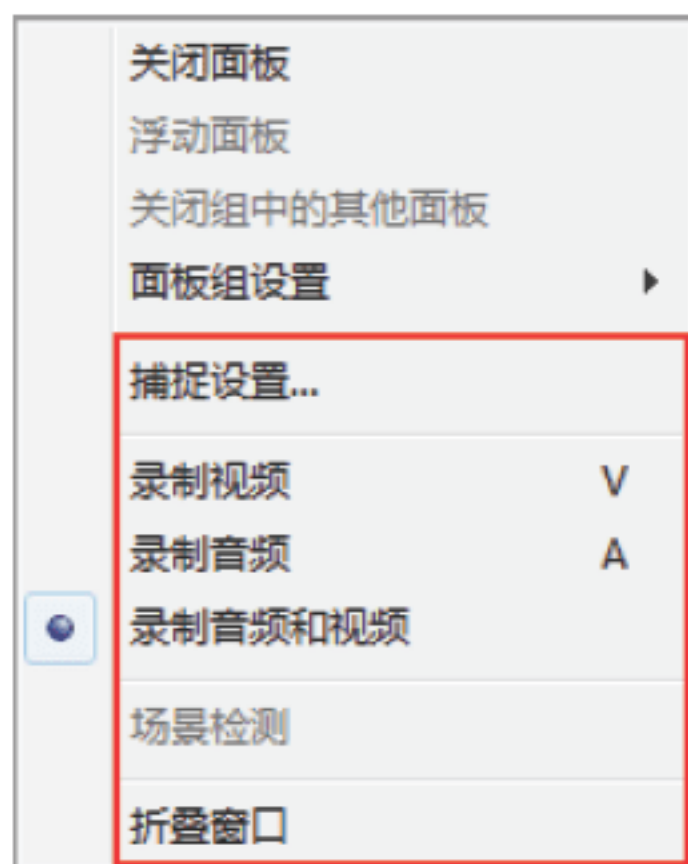 关闭面板
浮动面板
关闭组中的其他面板
面板组设置
捕捉设置...
录制视频 V
录制音频 A
录制音频和视频
场景检测
折叠窗口